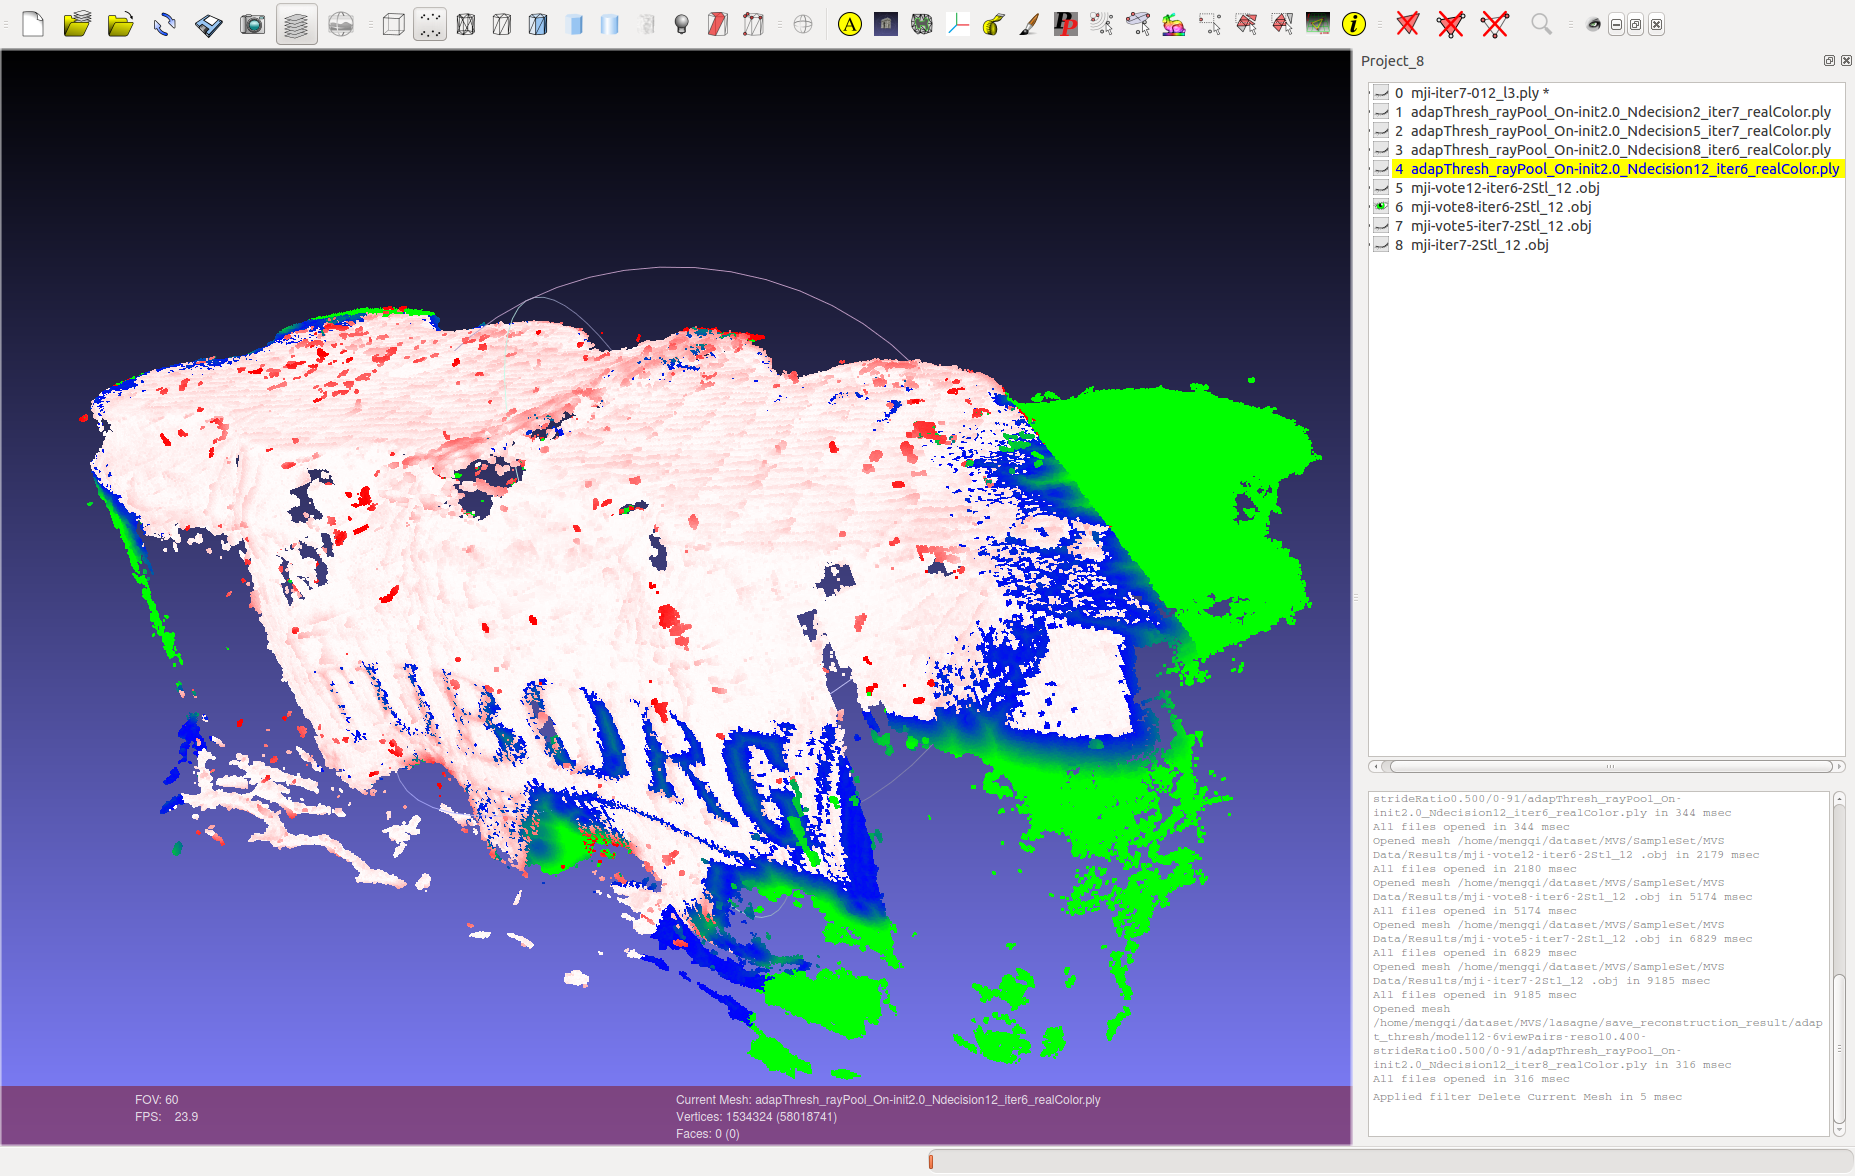 A
P
P
i
Project_8
0 mji-iter7-012_l3.ply *
1 adapThresh_rayPool_On-init2.0_Ndecision2_iter7_realColor.ply
2 adapThresh_rayPool_On-init2.0_Ndecision5_iter7_realColor.ply
3 adapThresh_rayPool_On-init2.0_Ndecision8_iter6_realColor.ply
4 adapThresh_rayPool_On-init2.0_Ndecision12_iter6_realColor.ply
5 mji-vote12-iter6-2Stl_12 .obj
6 mji-vote8-iter6-2Stl_12 .obj
7 mji-vote5-iter7-2Stl_12 .obj
8 mji-iter7-2Stl_12 .obj
strideRatio0.500/0-91/adapThresh_rayPool_On-
init2.0_Ndecision12_iter6_realColor.ply in 344 msec
All files opened in 344 msec
Opened mesh /home/mengqi/dataset/MVS/SampleSet/MVS
Data/Results/mji-vote12-iter6-2Stl_12 .obj in 2179 msec
All files opened in 2180 msec
Opened mesh /home/mengqi/dataset/MVS/SampleSet/MVS
Data/Results/mji-vote8-iter6-2Stl_12 .obj in 5174 msec
All files opened in 5174 msec
Opened mesh /home/mengqi/dataset/MVS/SampleSet/MVS
Data/Results/mji-vote5-iter7-2Stl_12 .obj in 6829 msec
All files opened in 6829 msec
Opened mesh /home/mengqi/dataset/MVS/SampleSet/MVS
Data/Results/mji-iter7-2Stl_12 .obj in 9185 msec
All files opened in 9185 msec
Opened mesh
/home/mengqi/dataset/MVS/lasagne/save_reconstruction_result/adap
t_thresh/model12-6viewPairs-resol0.400-
strideRatio0.500/0-91/adapThresh_rayPool_On-
init2.0_Ndecision12_iter8_realColor.ply in 316 msec
All files opened in 316 msec
Applied filter Delete Current Mesh in 5 msec
FOV: 60
FPS: 23.9
Current Mesh: adapThresh_rayPool_On-init2.0_Ndecision12_iter6_realColor.ply
Vertices: 1534324 (58018741)
Faces: 0 (0)